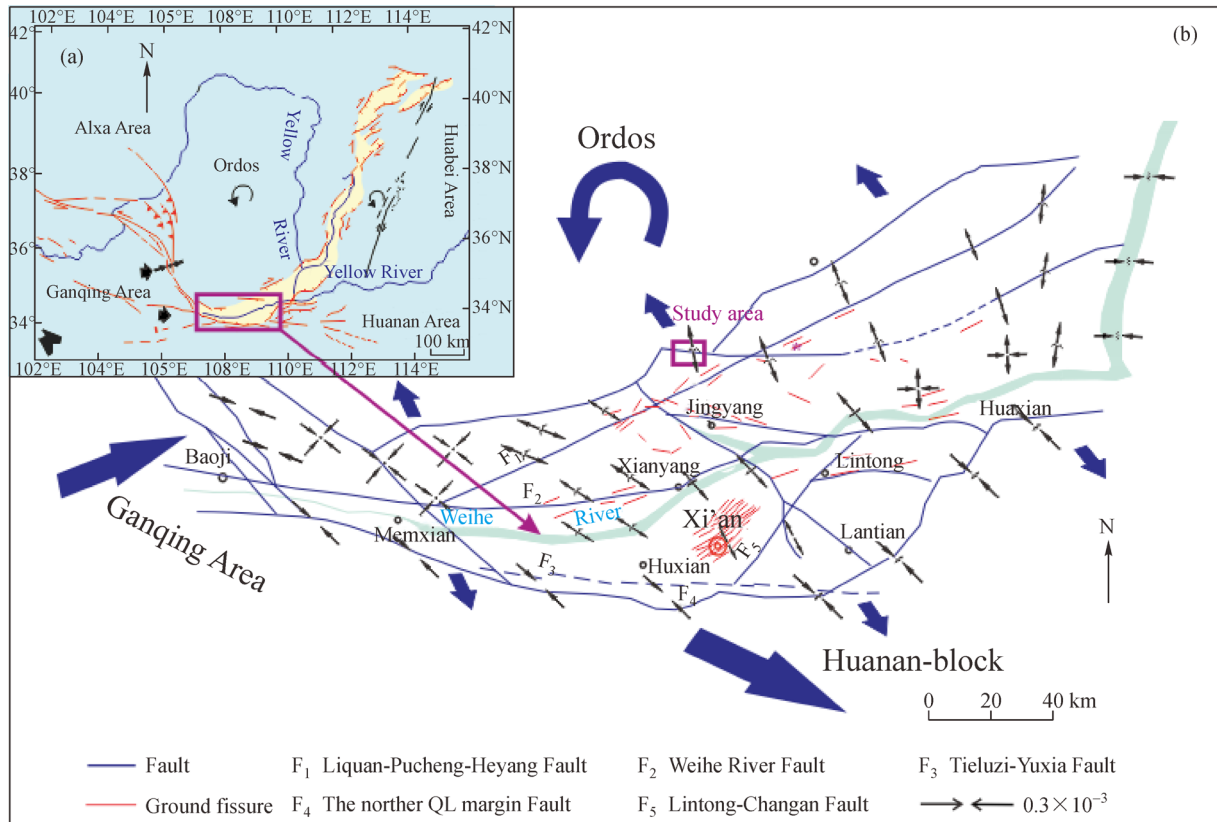 102°E 104°E 106°E 108°E 110°E 112°E 114°E
(a)
N
42°
40°
38°
36°
34°
42°N
40°N
38°N
36°N
34°N
Alxa Area
Ordos
Yellow
River
Huabei Area
Yellow River
Ganqing Area
Huanan Area
100 km
102°E 104°E 106°E 108°E 110°E 112°E 114°E
(b)
Ordos
Study area
Jingyang
Huaxian
Baoji
F1
Xianyang
Lintong
F2
Weihe River
Xi'an
Memxian
Lantian
F5
N
F3
Huxian
F4
Ganqing Area
Huanan-block
0 20 40 km
Fault F1 Liquan-Pucheng-Heyang Fault F2 Weihe River Fault F3 Tieluzi-Yuxia Fault
Ground fissure F4 The norther QL margin Fault F5 Lintong-Changan Fault 0.3×10⁻³